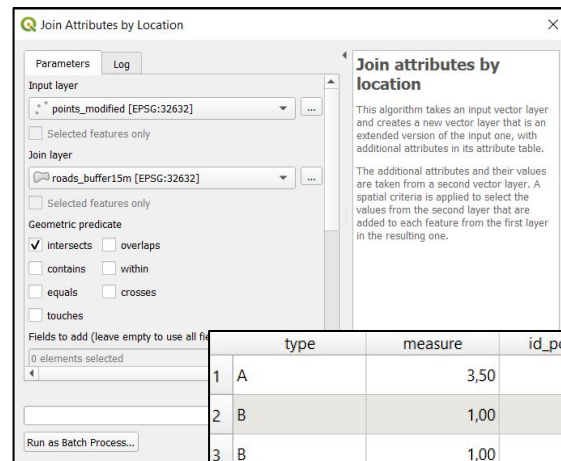 Join Attributes by Location
Parameters
Log
Input layer
points_modified [EPSG:32632]
...
Selected features only
Join layer
roads_buffer15m [EPSG:32632]
...
Selected features only
Geometric predicate
intersects
overlaps
contains
within
equals
crosses
touches
Fields to add (leave empty to use all fie
0 elements selected
Run as Batch Process...
Join attributes by
location
This algorithm takes an input vector layer
and creates a new vector layer that is an
extended version of the input one, with
additional attributes in its attribute table.
The additional attributes and their values
are taken from a second vector layer. A
spatial criteria is applied to select the
values from the second layer that are
added to each feature from the first layer
in the resulting one.
type measure id_po
1 A 3,50
2 B 1,00
3 B 1,00